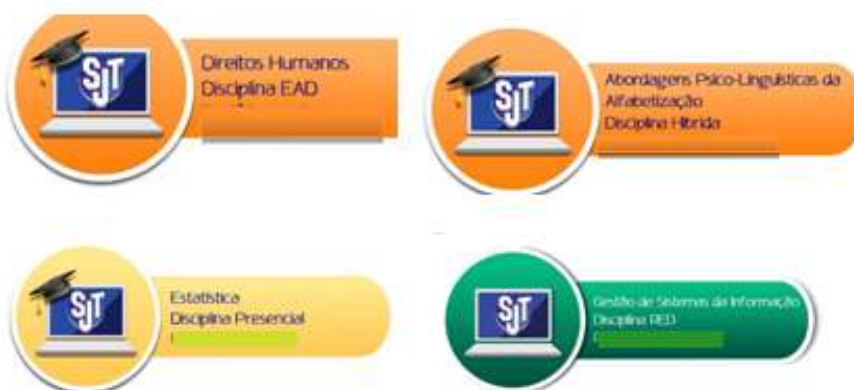 SJT
Direitos Humanos
Disciplina EAD
SJT
Abordagens Psico-Linguísticas da
Alfabetização
Disciplina Híbrida
SJT
Estatística
Disciplina Presencial
SJT
Gestão de Sistemas da Informação
Disciplina RED